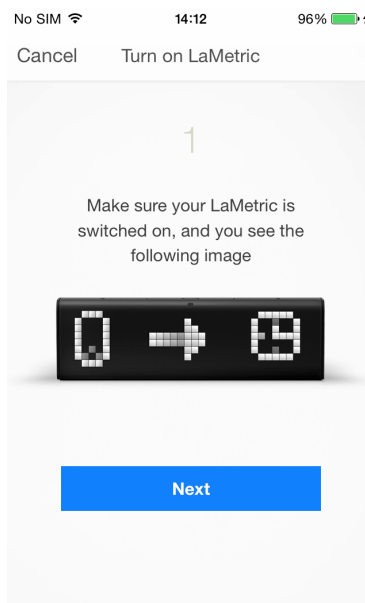 No SIM 14:12 96%
Cancel Turn on LaMetric
1
Make sure your LaMetric is
switched on, and you see the
following image
Next